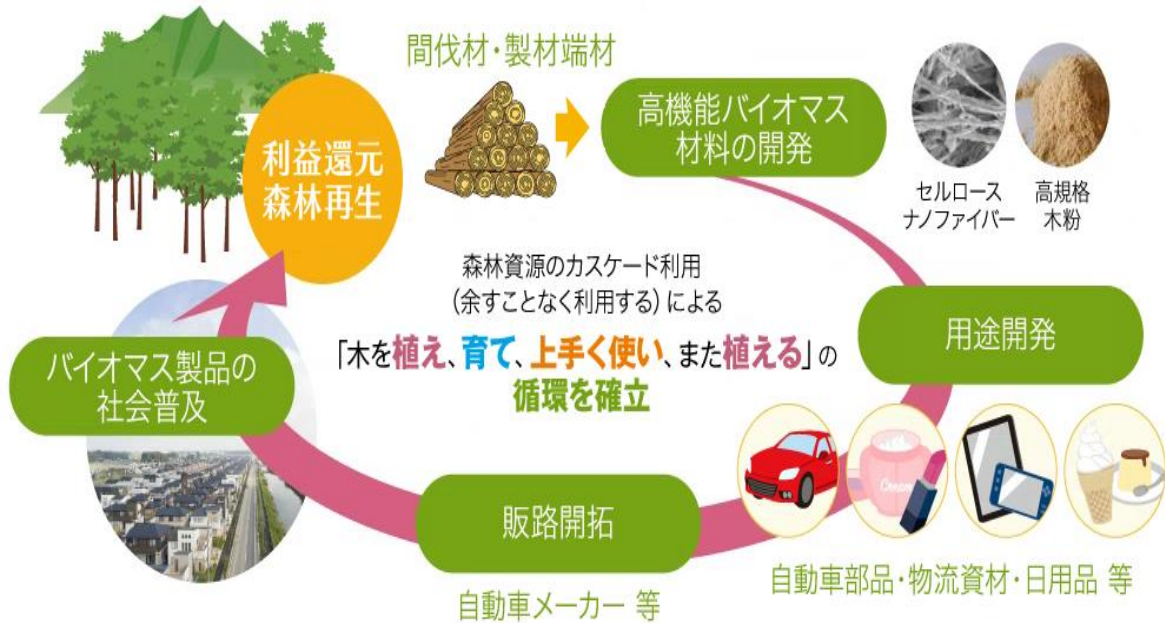 間伐材・製材端材
利益還元
森林再生
高機能バイオマス
材料の開発
セルロース
ナノファイバー
高規格
木粉
森林資源のカスケード利用
（余すことなく利用する）による
「木を植え、育て、上手く使い、また植える」の
循環を確立
用途開発
バイオマス製品の
社会普及
販路開拓
自動車部品・物流資材・日用品 等
自動車メーカー 等